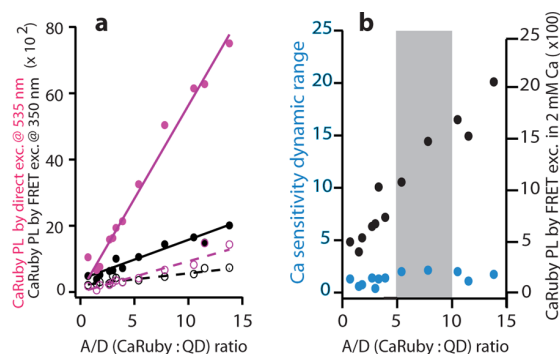 a
CaRuby PL by direct exc. @ 535 nm
CaRuby PL by FRET exc. @ 350 nm (x 10 2)
80
60
40
20
0
0 5 10 15
A/D (CaRuby : QD) ratio
b
Ca sensitivity dynamic range
25
20
15
10
5
0
0 5 10 15
A/D (CaRuby : QD) ratio
25
20
15
10
5
0
CaRuby PL by FRET exc. in 2 mM Ca (x100)